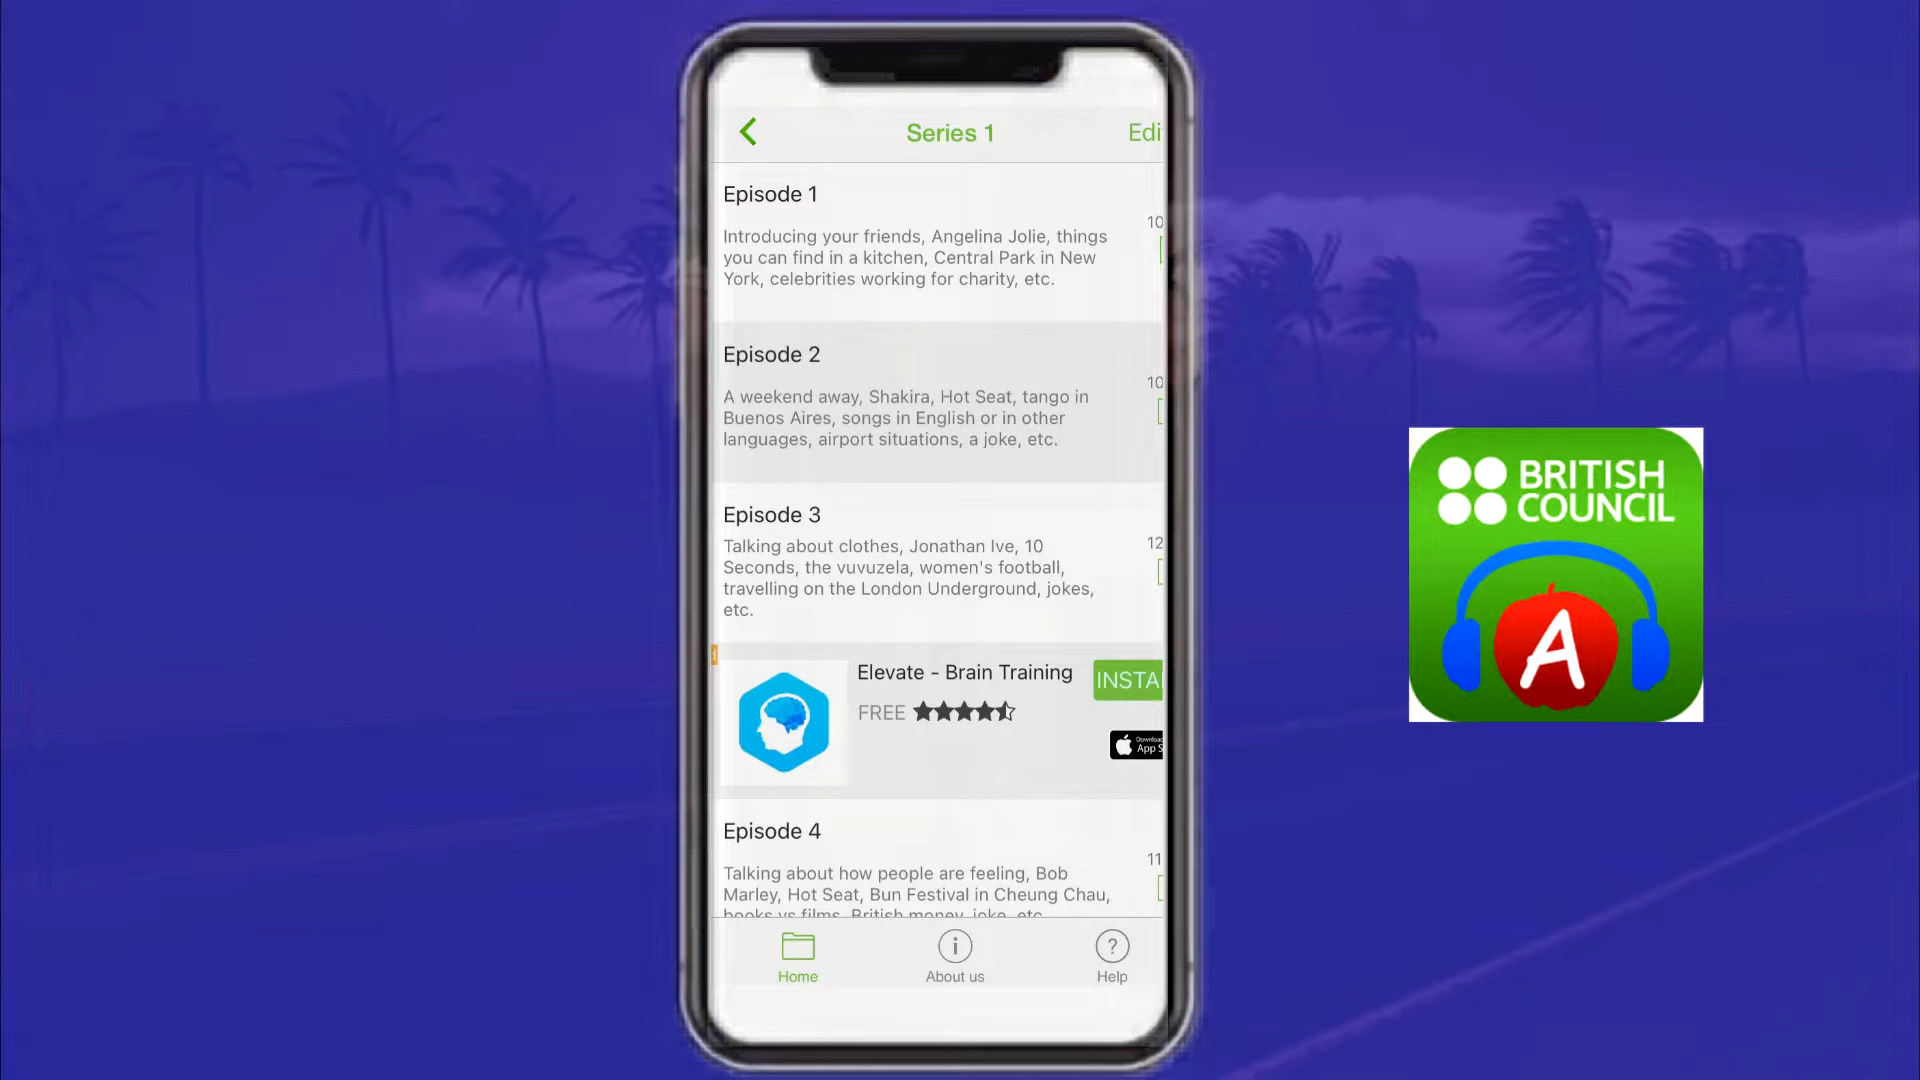 Series 1
Edi
Episode 1
10
Introducing your friends, Angelina Jolie, things
you can find in a kitchen, Central Park in New
York, celebrities working for charity, etc.
Episode 2
10
A weekend away, Shakira, Hot Seat, tango in
Buenos Aires, songs in English or in other
languages, airport situations, a joke, etc.
Episode 3
12
Talking about clothes, Jonathan Ive, 10
Seconds, the vuvuzela, women's football,
travelling on the London Underground, jokes,
etc.
Elevate - Brain Training
INSTA
FREE
Download
App S
Episode 4
11
Talking about how people are feeling, Bob
Marley, Hot Seat, Bun Festival in Cheung Chau,
books vs films, British money, joke, etc.
Home
About us
Help
BRITISH
COUNCIL
A